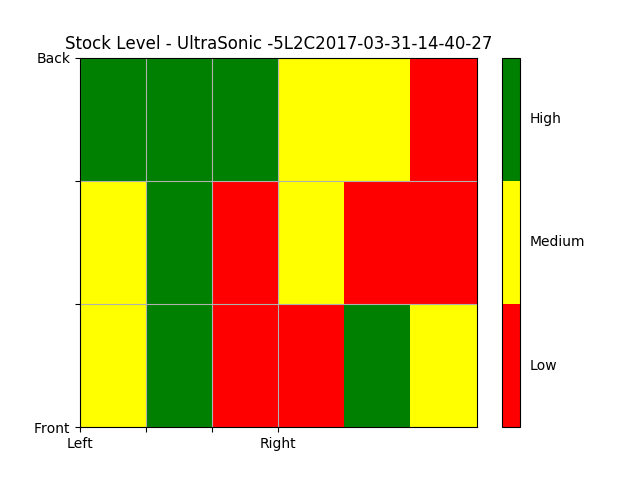 Stock Level - UltraSonic -5L2C2017-03-31-14-40-27
Back
High
Medium
Low
Front
Left
Right